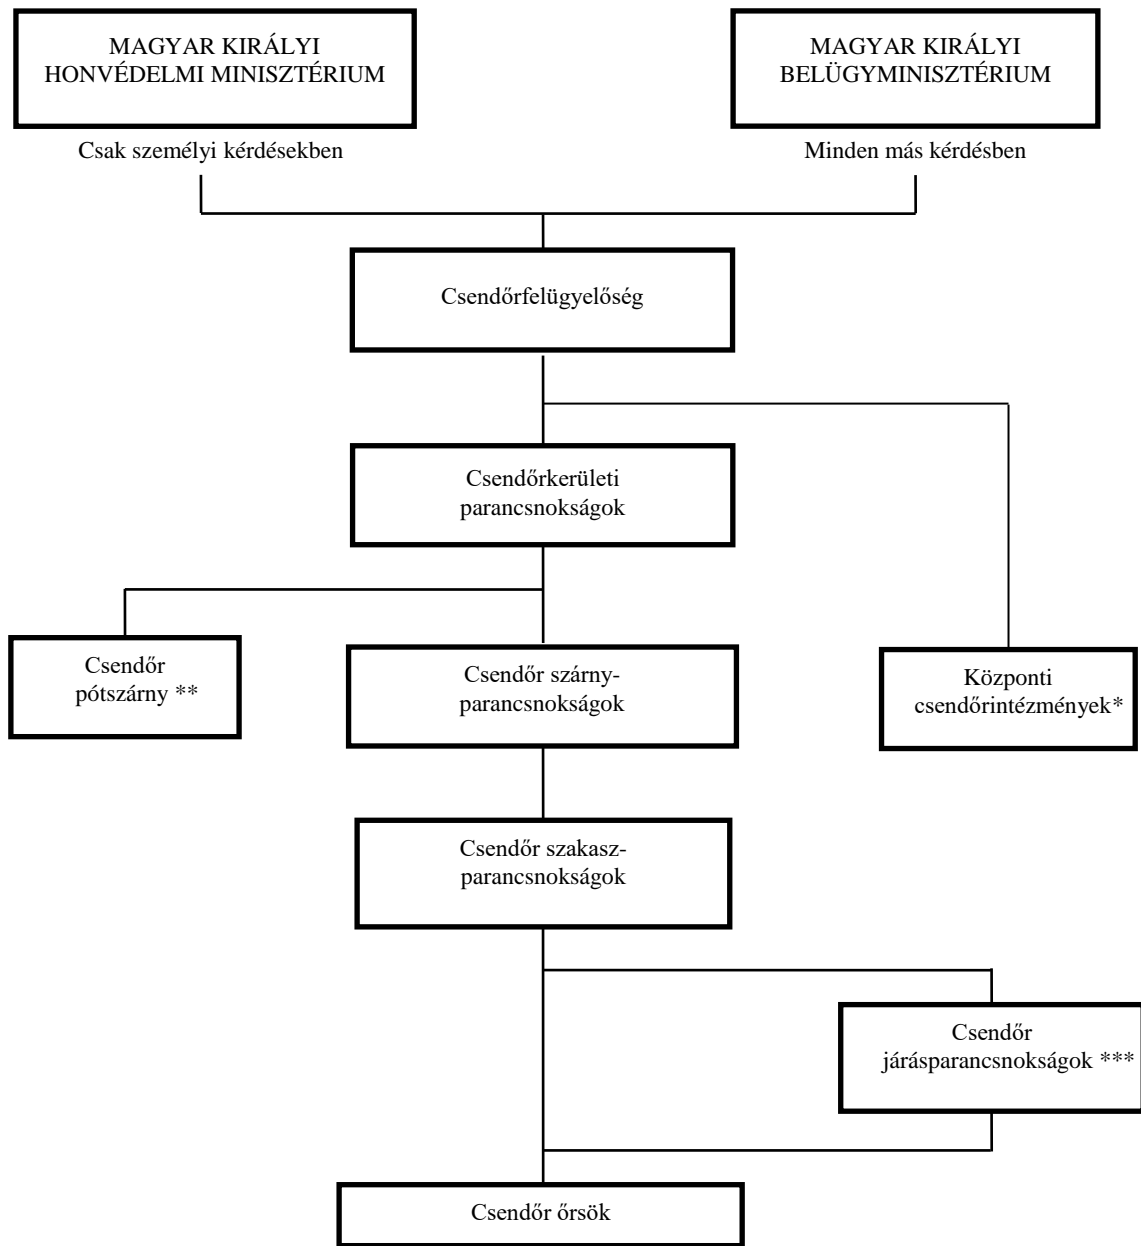 MAGYAR KIRÁLYI
HONVÉDELMI MINISZTÉRIUM
MAGYAR KIRÁLYI
BELÜGYMINISZTÉRIUM
Csak személyi kérdésekben
Minden más kérdésben
Csendőrfelügyelőség
Csendőrkerületi
parancsnokságok
Csendőr
pótszárny **
Csendőr szárny-
parancsnokságok
Központi
csendőrintézmények*
Csendőr szakasz-
parancsnokságok
Csendőr
járásparancsnokságok ***
Csendőr őrsök